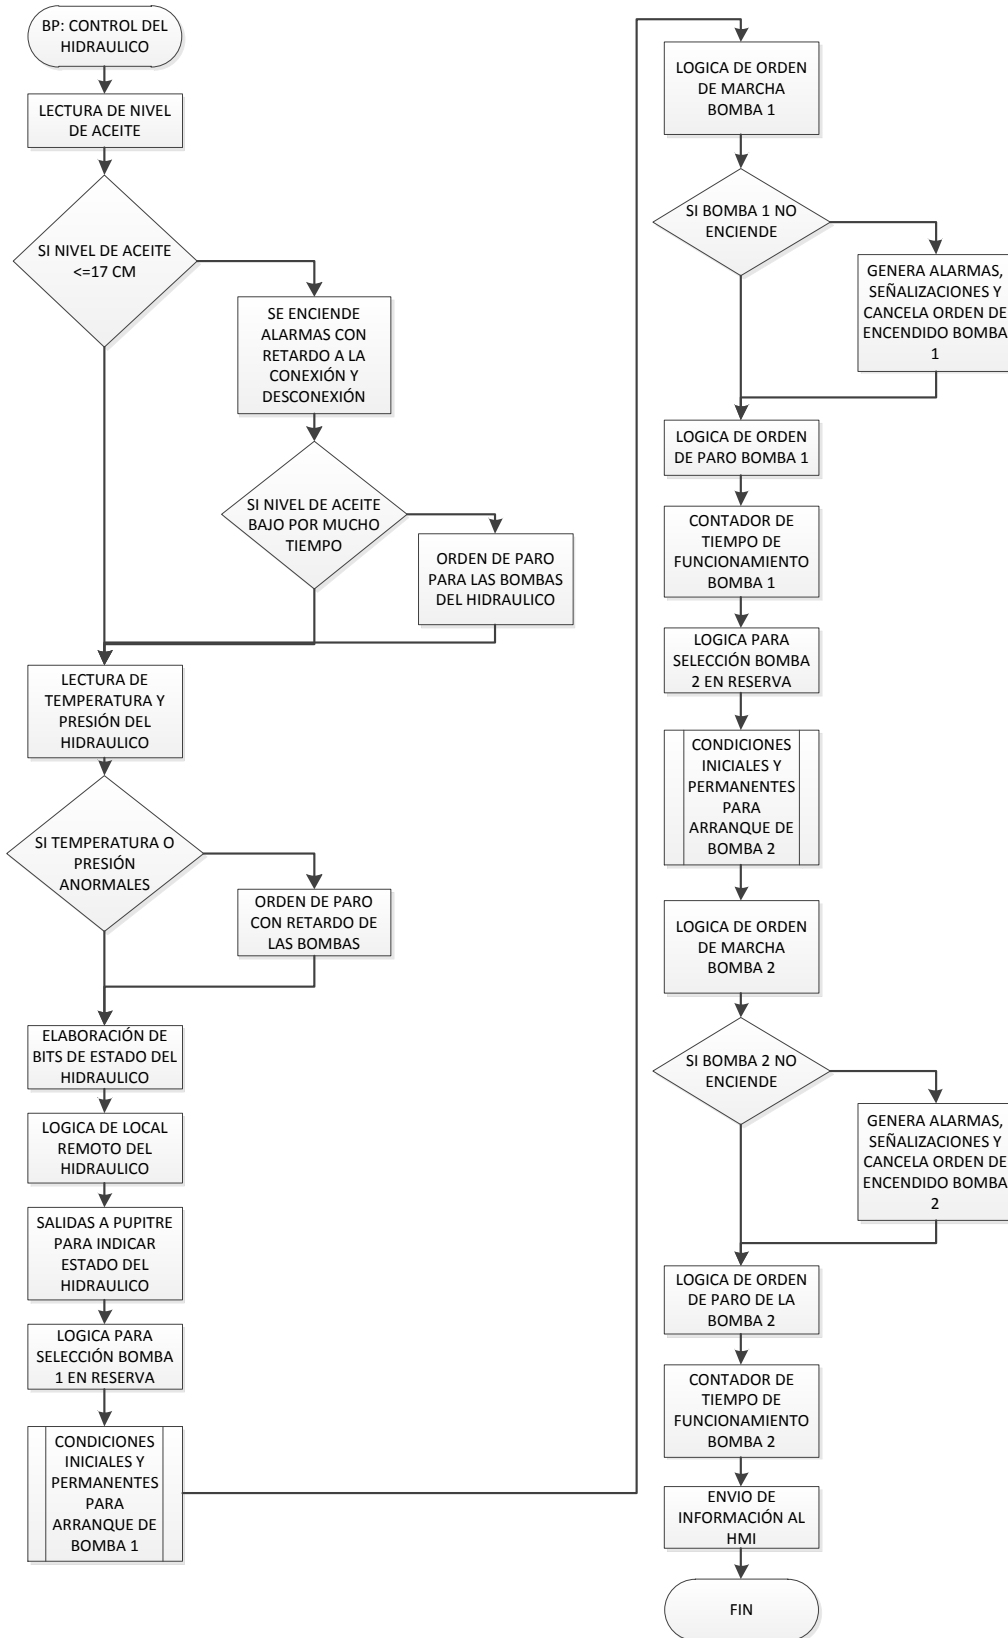 BP: CONTROL DEL
HIDRAULICO
LECTURA DE NIVEL
DE ACEITE
SI NIVEL DE ACEITE
<=17 CM
SE ENCIENDE
ALARMAS CON
RETARDO A LA
CONEXIÓN Y
DESCONEXIÓN
SI NIVEL DE ACEITE
BAJO POR MUCHO
TIEMPO
ORDEN DE PARO
PARA LAS BOMBAS
DEL HIDRAULICO
LECTURA DE
TEMPERATURA Y
PRESIÓN DEL
HIDRAULICO
SI TEMPERATURA O
PRESIÓN
ANORMALES
ORDEN DE PARO
CON RETARDO DE
LAS BOMBAS
ELABORACIÓN DE
BITS DE ESTADO DEL
HIDRAULICO
LOGICA DE LOCAL
REMOTO DEL
HIDRAULICO
SALIDAS A PUPITRE
PARA INDICAR
ESTADO DEL
HIDRAULICO
LOGICA PARA
SELECCIÓN BOMBA
1 EN RESERVA
CONDICIONES
INICIALES Y
PERMANENTES
PARA
ARRANQUE DE
BOMBA 1
LOGICA DE ORDEN
DE MARCHA
BOMBA 1
SI BOMBA 1 NO
ENCIENDE
GENERA ALARMAS,
SEÑALIZACIONES Y
CANCELA ORDEN DE
ENCENDIDO BOMBA
1
LOGICA DE ORDEN
DE PARO BOMBA 1
CONTADOR DE
TIEMPO DE
FUNCIONAMIENTO
BOMBA 1
LOGICA PARA
SELECCIÓN BOMBA
2 EN RESERVA
CONDICIONES
INICIALES Y
PERMANENTES
PARA
ARRANQUE DE
BOMBA 2
LOGICA DE ORDEN
DE MARCHA
BOMBA 2
SI BOMBA 2 NO
ENCIENDE
GENERA ALARMAS,
SEÑALIZACIONES Y
CANCELA ORDEN DE
ENCENDIDO BOMBA
2
LOGICA DE ORDEN
DE PARO DE LA
BOMBA 2
CONTADOR DE
TIEMPO DE
FUNCIONAMIENTO
BOMBA 2
ENVIO DE
INFORMACIÓN AL
HMI
FIN